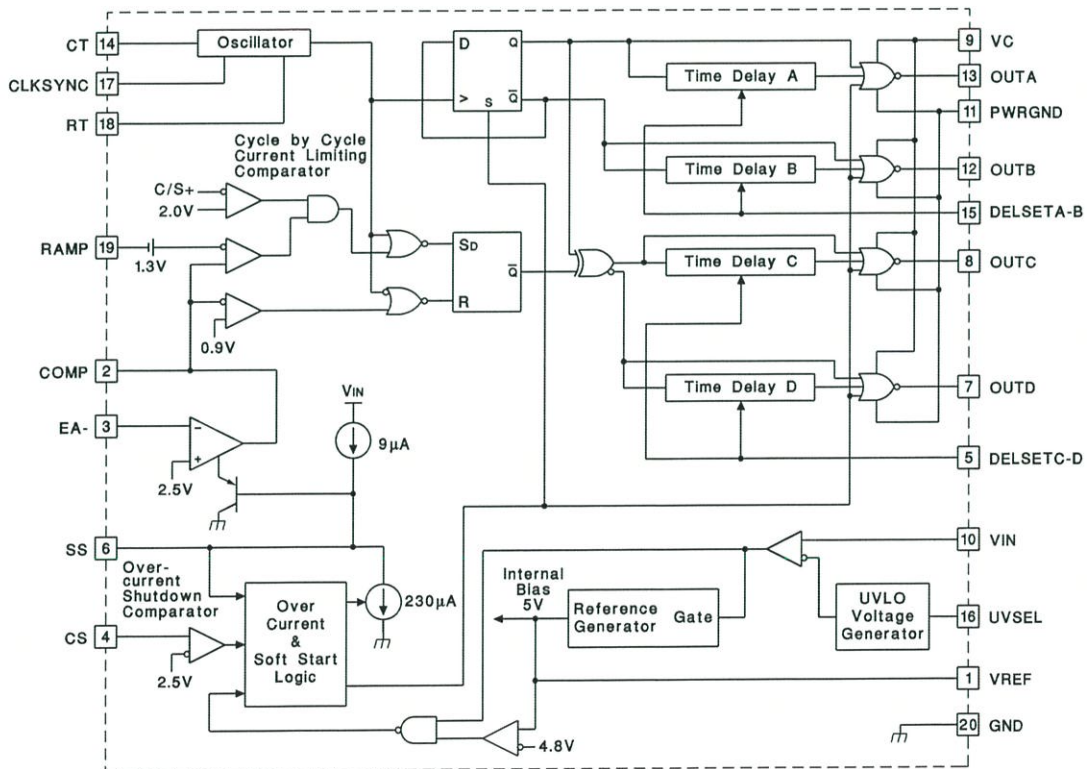 CT 14 Oscillator D Q 9 VC
CLKSYNC 17 Time Delay A 13 OUTA
RT 18 > S Q̅ 11 PWRGND
Cycle by Cycle
Current Limiting
Comparator
C/S+
2.0V
Time Delay B 12 OUTB
15 DELSETA-B
RAMP 19 1.3V SD Q̅ R
Time Delay C 8 OUTC
0.9V
COMP 2
Time Delay D 7 OUTD
EA- 3 - + 2.5V
VIN
9μA
5 DELSETC-D
SS 6
10 VIN
Over-
current
Shutdown
Comparator
CS 4
2.5V
Over
Current
&
Soft Start
Logic
230μA
Internal
Bias
5V
Reference
Generator
Gate
UVLO
Voltage
Generator
16 UVSEL
1 VREF
4.8V
20 GND